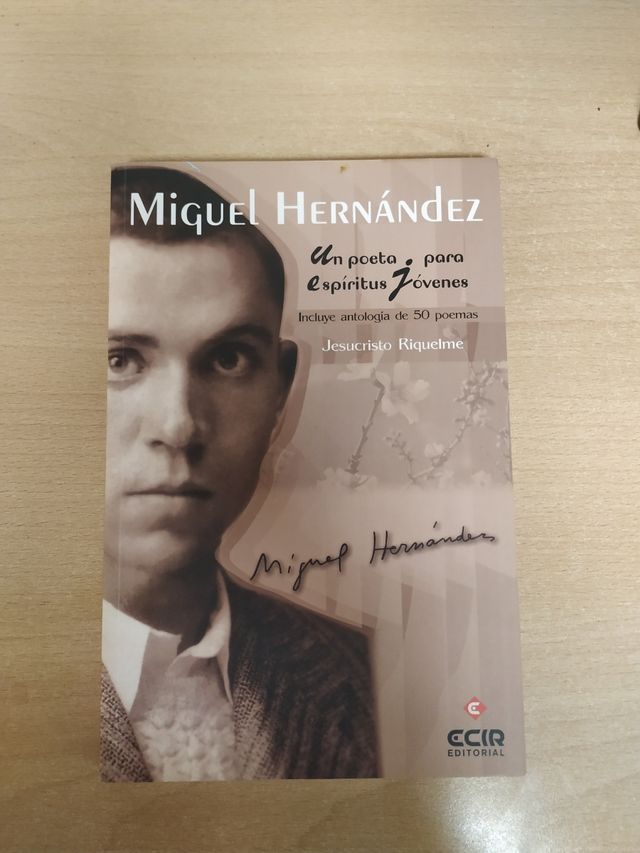 Miguel Hernández
Un poeta para
espíritus jóvenes
Incluye antología de 50 poemas
Jesucristo Riquelme
Miguel Hernández
ECIR
EDITORIAL